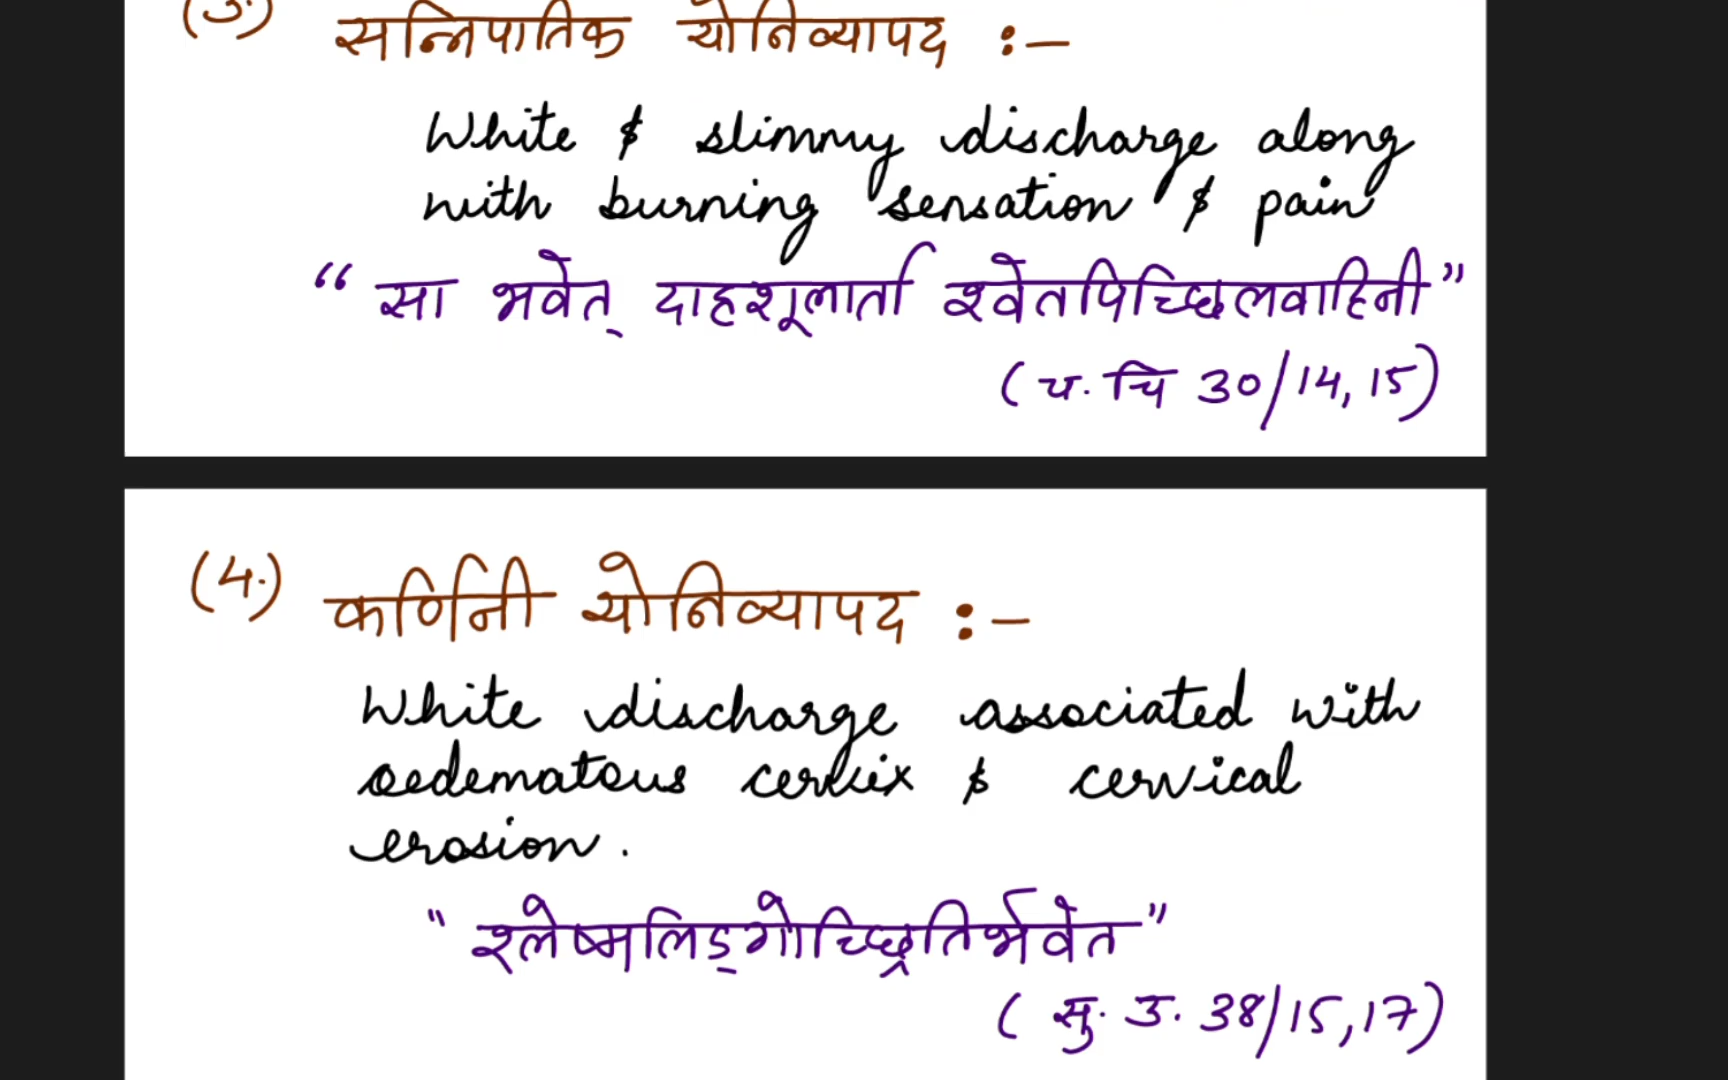 (3.) सन्निपातिक योनिव्यापद :–
White & slimmy discharge along
with burning sensation & pain
“ सा भवेत् दाहशूलार्ता श्वेतपिच्छिलवाहिनी ”
( च. चि 30/14, 15)
(4.) कर्णिनी योनिव्यापद :–
White discharge associated with
oedematous cervix & cervical
erosion.
" श्लेष्मलिङ्गोच्छ्रितिर्भवेत "
( सु. उ. 38/15, 17)